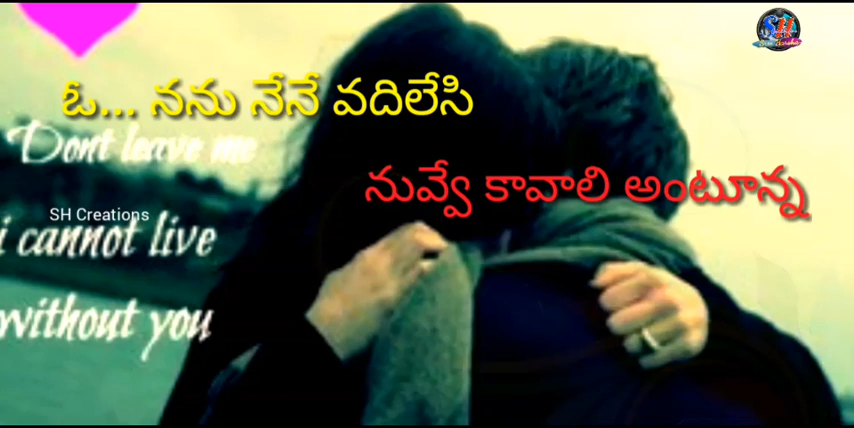 ఓ... నను నేనే వదిలేసి
Dont leave me
నువ్వే కావాలి అంటూన్న
SH Creations
i cannot live
without you